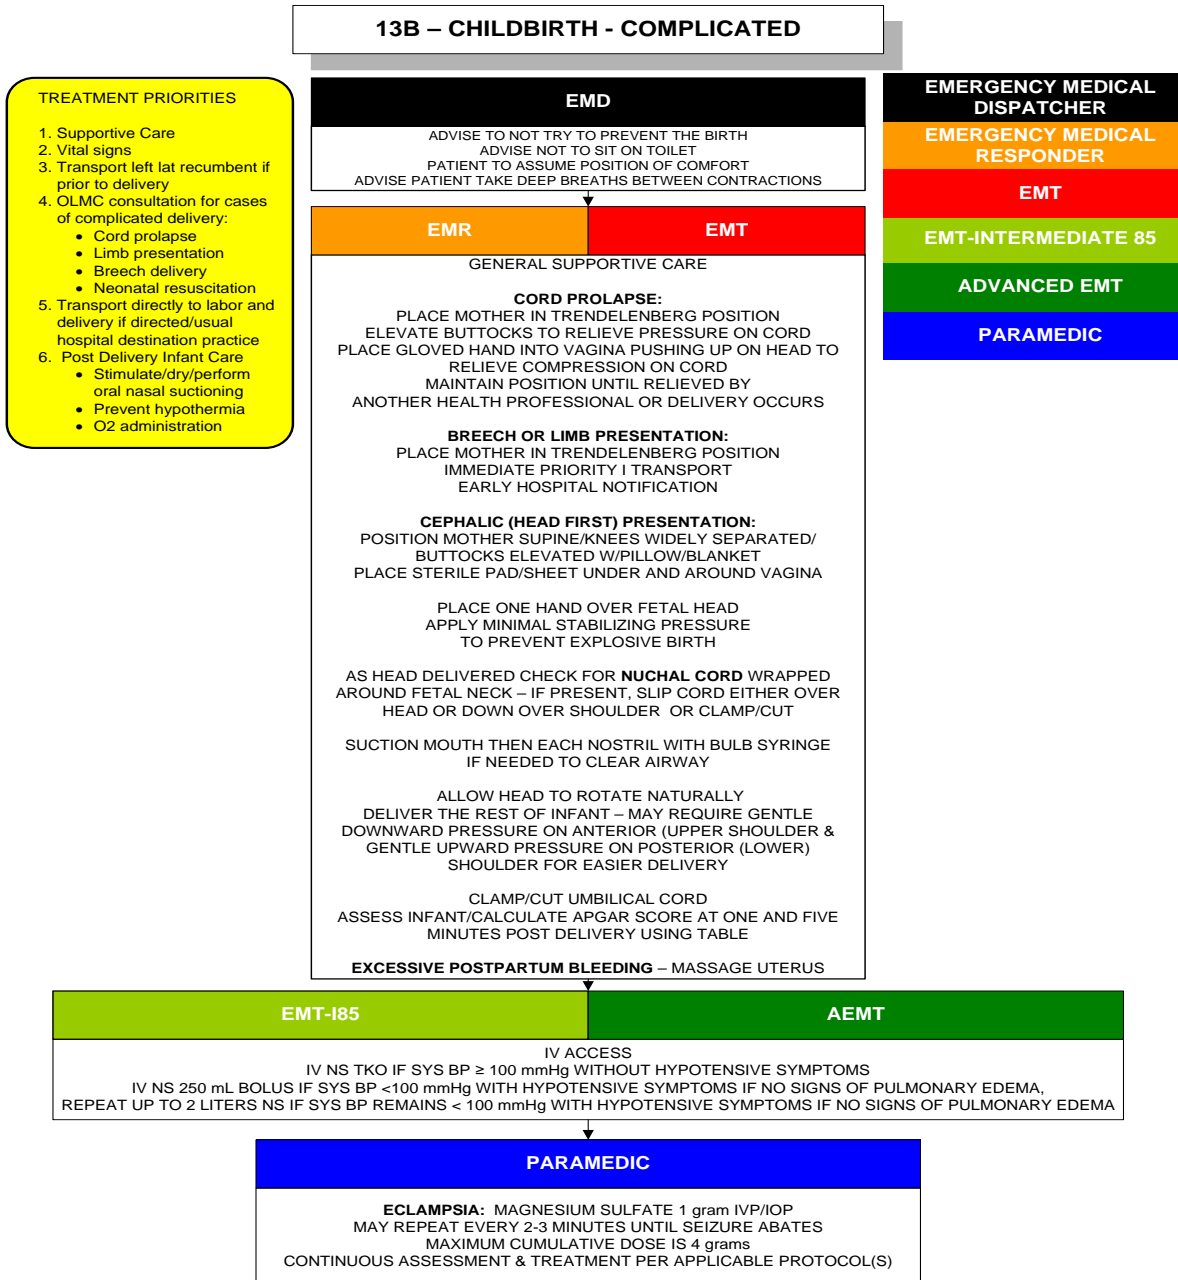 13B – CHILDBIRTH - COMPLICATED
TREATMENT PRIORITIES
1. Supportive Care
2. Vital signs
3. Transport left lat recumbent if
prior to delivery
4. OLMC consultation for cases
of complicated delivery:
• Cord prolapse
• Limb presentation
• Breech delivery
• Neonatal resuscitation
5. Transport directly to labor and
delivery if directed/usual
hospital destination practice
6. Post Delivery Infant Care
• Stimulate/dry/perform
oral nasal suctioning
• Prevent hypothermia
• O2 administration
EMD
ADVISE TO NOT TRY TO PREVENT THE BIRTH
ADVISE NOT TO SIT ON TOILET
PATIENT TO ASSUME POSITION OF COMFORT
ADVISE PATIENT TAKE DEEP BREATHS BETWEEN CONTRACTIONS
EMERGENCY MEDICAL
DISPATCHER
EMERGENCY MEDICAL
RESPONDER
EMT
EMT-INTERMEDIATE 85
ADVANCED EMT
PARAMEDIC
EMR
EMT
GENERAL SUPPORTIVE CARE
CORD PROLAPSE:
PLACE MOTHER IN TRENDELENBERG POSITION
ELEVATE BUTTOCKS TO RELIEVE PRESSURE ON CORD
PLACE GLOVED HAND INTO VAGINA PUSHING UP ON HEAD TO
RELIEVE COMPRESSION ON CORD
MAINTAIN POSITION UNTIL RELIEVED BY
ANOTHER HEALTH PROFESSIONAL OR DELIVERY OCCURS
BREECH OR LIMB PRESENTATION:
PLACE MOTHER IN TRENDELENBERG POSITION
IMMEDIATE PRIORITY I TRANSPORT
EARLY HOSPITAL NOTIFICATION
CEPHALIC (HEAD FIRST) PRESENTATION:
POSITION MOTHER SUPINE/KNEES WIDELY SEPARATED/
BUTTOCKS ELEVATED W/PILLOW/BLANKET
PLACE STERILE PAD/SHEET UNDER AND AROUND VAGINA
PLACE ONE HAND OVER FETAL HEAD
APPLY MINIMAL STABILIZING PRESSURE
TO PREVENT EXPLOSIVE BIRTH
AS HEAD DELIVERED CHECK FOR NUCHAL CORD WRAPPED
AROUND FETAL NECK – IF PRESENT, SLIP CORD EITHER OVER
HEAD OR DOWN OVER SHOULDER OR CLAMP/CUT
SUCTION MOUTH THEN EACH NOSTRIL WITH BULB SYRINGE
IF NEEDED TO CLEAR AIRWAY
ALLOW HEAD TO ROTATE NATURALLY
DELIVER THE REST OF INFANT – MAY REQUIRE GENTLE
DOWNWARD PRESSURE ON ANTERIOR (UPPER SHOULDER &
GENTLE UPWARD PRESSURE ON POSTERIOR (LOWER)
SHOULDER FOR EASIER DELIVERY
CLAMP/CUT UMBILICAL CORD
ASSESS INFANT/CALCULATE APGAR SCORE AT ONE AND FIVE
MINUTES POST DELIVERY USING TABLE
EXCESSIVE POSTPARTUM BLEEDING – MASSAGE UTERUS
EMT-I85
AEMT
IV ACCESS
IV NS TKO IF SYS BP ≥ 100 mmHg WITHOUT HYPOTENSIVE SYMPTOMS
IV NS 250 mL BOLUS IF SYS BP <100 mmHg WITH HYPOTENSIVE SYMPTOMS IF NO SIGNS OF PULMONARY EDEMA,
REPEAT UP TO 2 LITERS NS IF SYS BP REMAINS < 100 mmHg WITH HYPOTENSIVE SYMPTOMS IF NO SIGNS OF PULMONARY EDEMA
PARAMEDIC
ECLAMPSIA: MAGNESIUM SULFATE 1 gram IVP/IOP
MAY REPEAT EVERY 2-3 MINUTES UNTIL SEIZURE ABATES
MAXIMUM CUMULATIVE DOSE IS 4 grams
CONTINUOUS ASSESSMENT & TREATMENT PER APPLICABLE PROTOCOL(S)